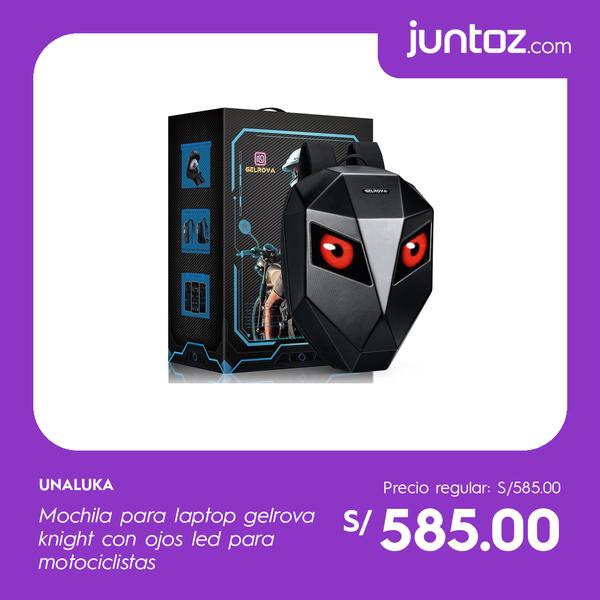 juntoz.com
GELROVA
GELROVA
UNALUKA
Mochila para laptop gelrova
knight con ojos led para
motociclistas
Precio regular: S/585.00
S/ 585.00